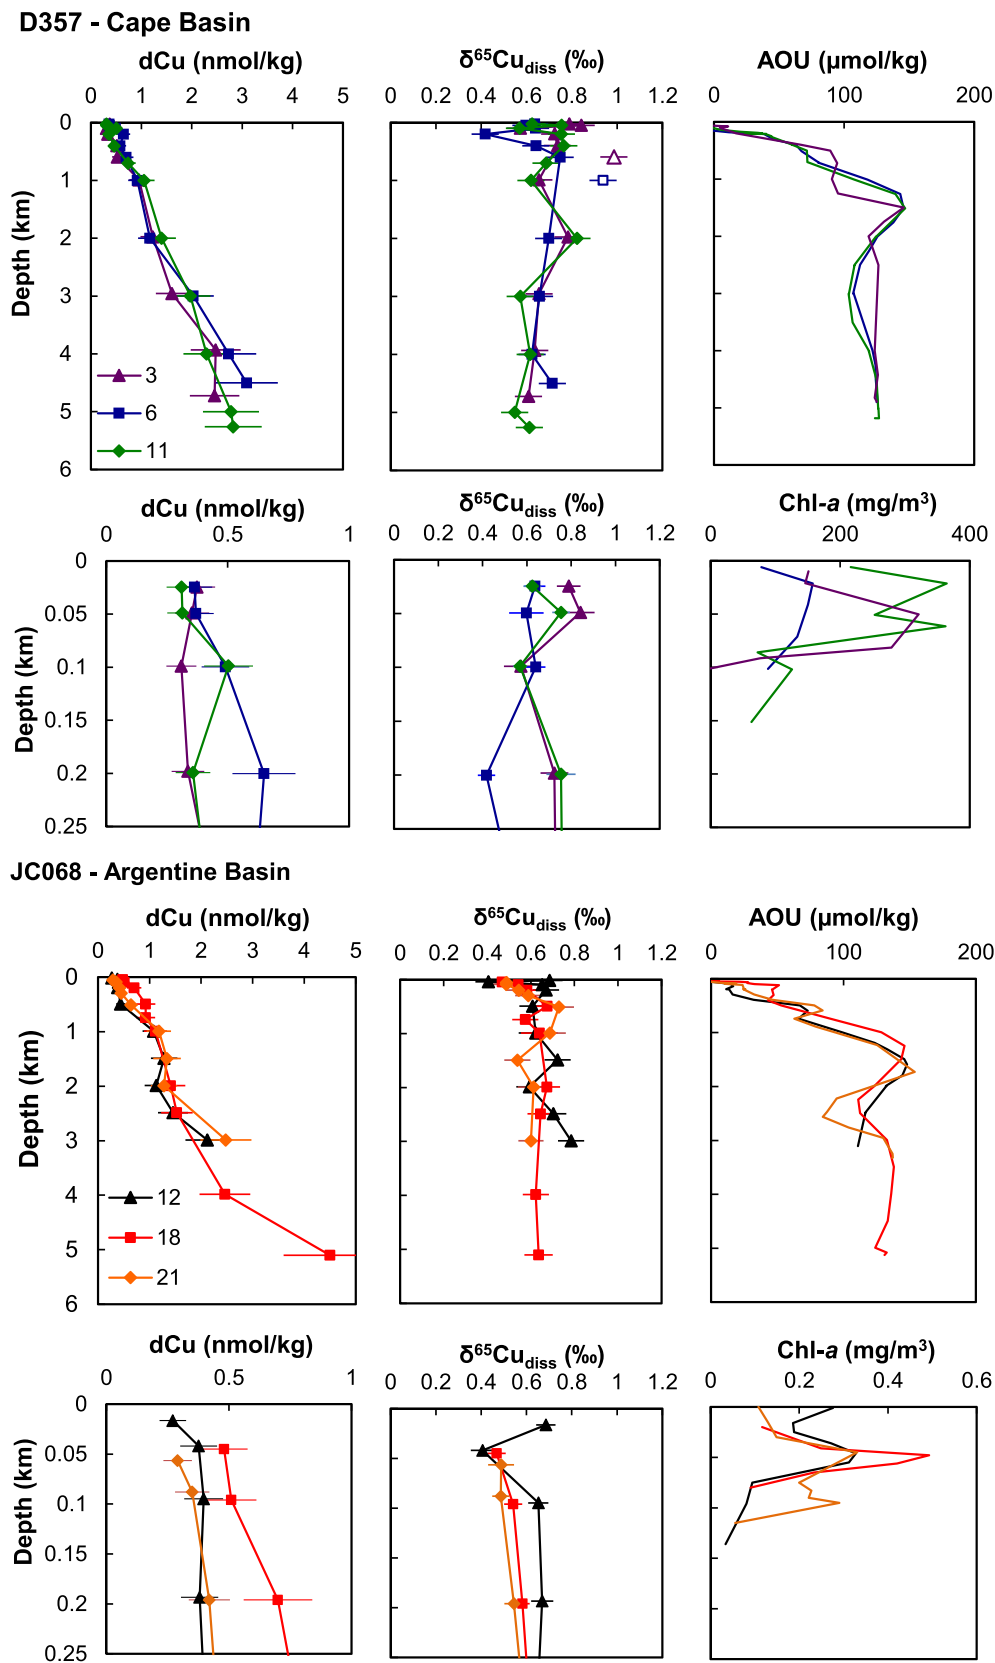 D357 - Cape Basin
dCu (nmol/kg) δ⁶⁵Cu_diss (‰) AOU (µmol/kg)
0 1 2 3 4 5 0 0.2 0.4 0.6 0.8 1 1.2 0 100 200
0
1
2
3
4
5
6
Depth (km)
3
6
11
dCu (nmol/kg) δ⁶⁵Cu_diss (‰) Chl-a (mg/m³)
0 0.5 1 0 0.2 0.4 0.6 0.8 1 1.2 0 200 400
0
0.05
0.1
0.15
0.2
0.25
Depth (km)
JC068 - Argentine Basin
dCu (nmol/kg) δ⁶⁵Cu_diss (‰) AOU (µmol/kg)
0 1 2 3 4 5 0 0.2 0.4 0.6 0.8 1 1.2 0 100 200
0
1
2
3
4
5
6
Depth (km)
12
18
21
dCu (nmol/kg) δ⁶⁵Cu_diss (‰) Chl-a (mg/m³)
0 0.5 1 0 0.2 0.4 0.6 0.8 1 1.2 0 0.2 0.4 0.6
0
0.05
0.1
0.15
0.2
0.25
Depth (km)